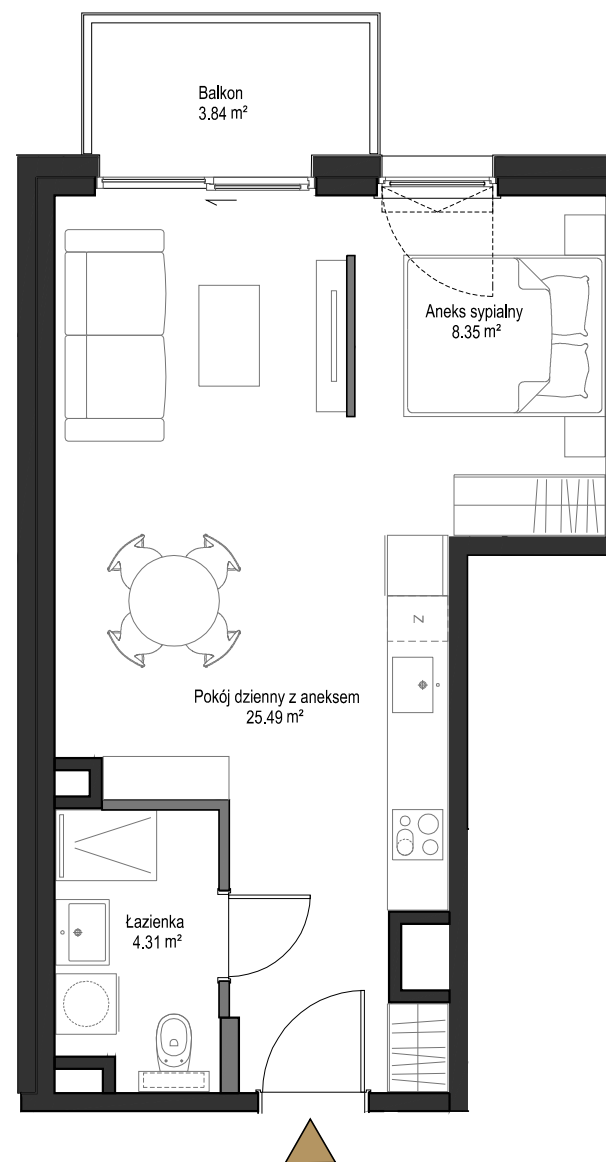 Balkon
3.84 m²
Aneks sypialny
8.35 m²
Z
Pokój dzienny z aneksem
25.49 m²
Łazienka
4.31 m²